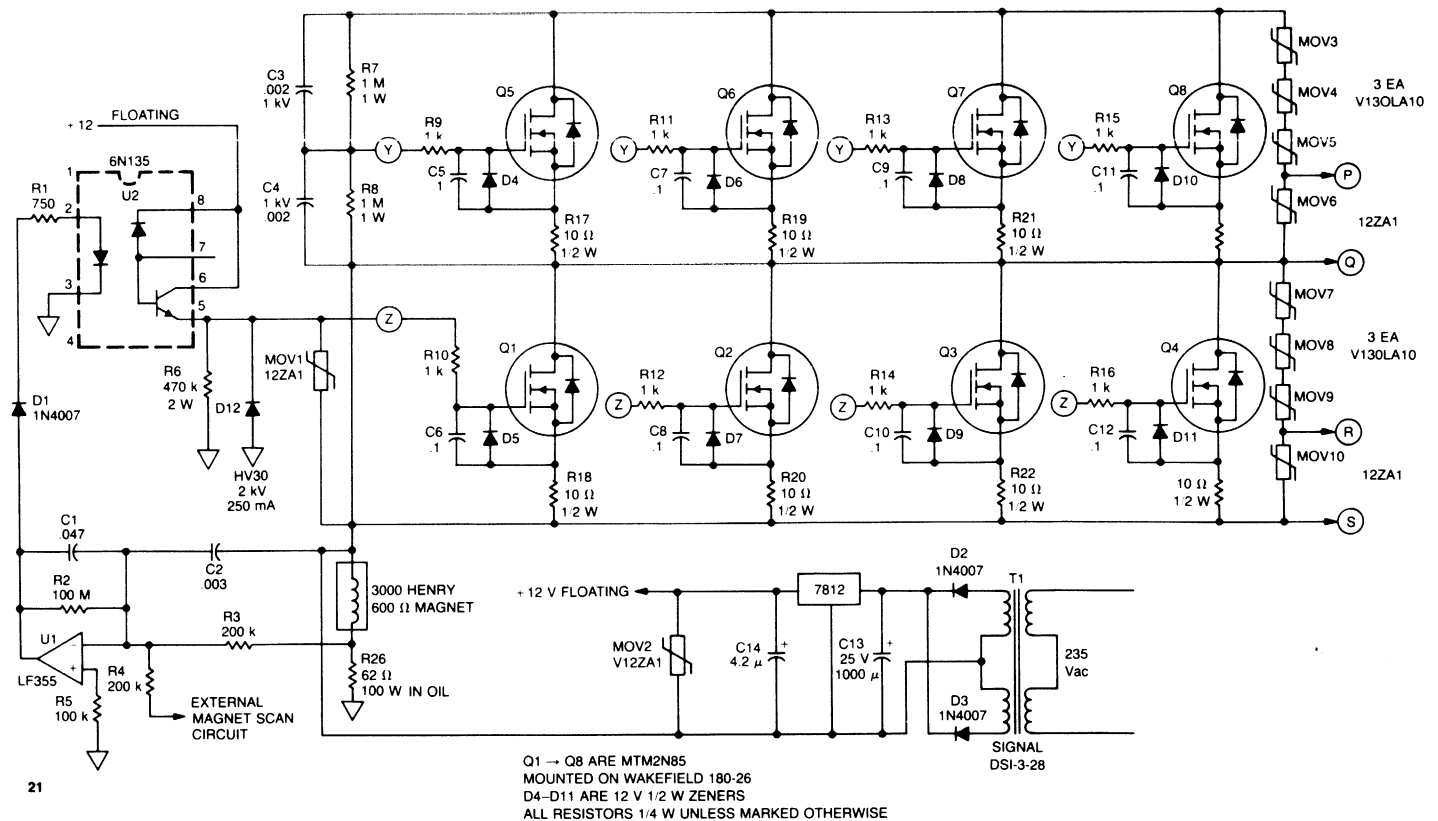 C3
.002
1 kV
R7
1 M
1 W
Q5
Q6
Q7
Q8
MOV3
MOV4
3 EA
V13OLA10
MOV5
FLOATING
+ 12
R9
1 k
R11
1 k
R13
1 k
R15
1 k
Y
Y
Y
Y
C4
1 kV
.002
R8
1 M
1 W
C5
.1
D4
C7
.1
D6
C9
.1
D8
C11
.1
D10
P
MOV6
12ZA1
6N135
U2
1
2
3
4
8
7
6
5
R1
750
R17
10 Ω
1/2 W
R19
10 Ω
1/2 W
R21
10 Ω
1/2 W
Q
MOV7
MOV8
3 EA
V130LA10
MOV9
Z
MOV1
12ZA1
R10
1 k
Q1
Q2
Q3
Q4
R12
1 k
R14
1 k
R16
1 k
Z
Z
Z
R6
470 k
2 W
D12
D1
1N4007
HV30
2 kV
250 mA
C6
.1
D5
C8
.1
D7
C10
.1
D9
C12
.1
D11
R
MOV10
12ZA1
R18
10 Ω
1/2 W
R20
10 Ω
1/2 W
R22
10 Ω
1/2 W
10 Ω
1/2 W
S
C1
.047
C2
.003
R2
100 M
U1
LF355
-
+
R3
200 k
R4
200 k
R5
100 k
3000 HENRY
600 Ω MAGNET
R26
62 Ω
100 W IN OIL
EXTERNAL
MAGNET SCAN
CIRCUIT
+ 12 V FLOATING
7812
D2
1N4007
T1
MOV2
V12ZA1
C14
4.2 μ
+
C13
25 V
1000 μ
+
235
Vac
D3
1N4007
SIGNAL
DSI-3-28
Q1 → Q8 ARE MTM2N85
MOUNTED ON WAKEFIELD 180-26
D4–D11 ARE 12 V 1/2 W ZENERS
ALL RESISTORS 1/4 W UNLESS MARKED OTHERWISE
21